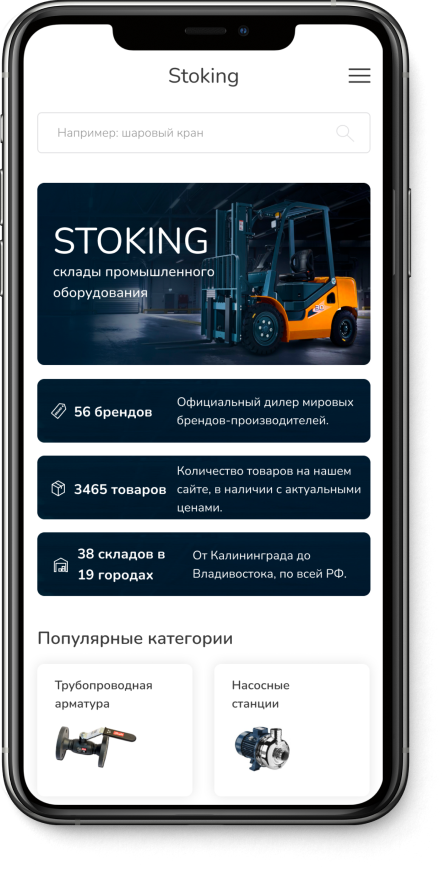 Stoking
Например: шаровый кран
STOKING
склады промышленного
оборудования
56 брендов
Официальный дилер мировых
брендов-производителей.
3465 товаров
Количество товаров на нашем
сайте, в наличии с актуальными
ценами.
38 складов в
19 городах
От Калининграда до
Владивостока, по всей РФ.
Популярные категории
Трубопроводная
арматура
Насосные
станции